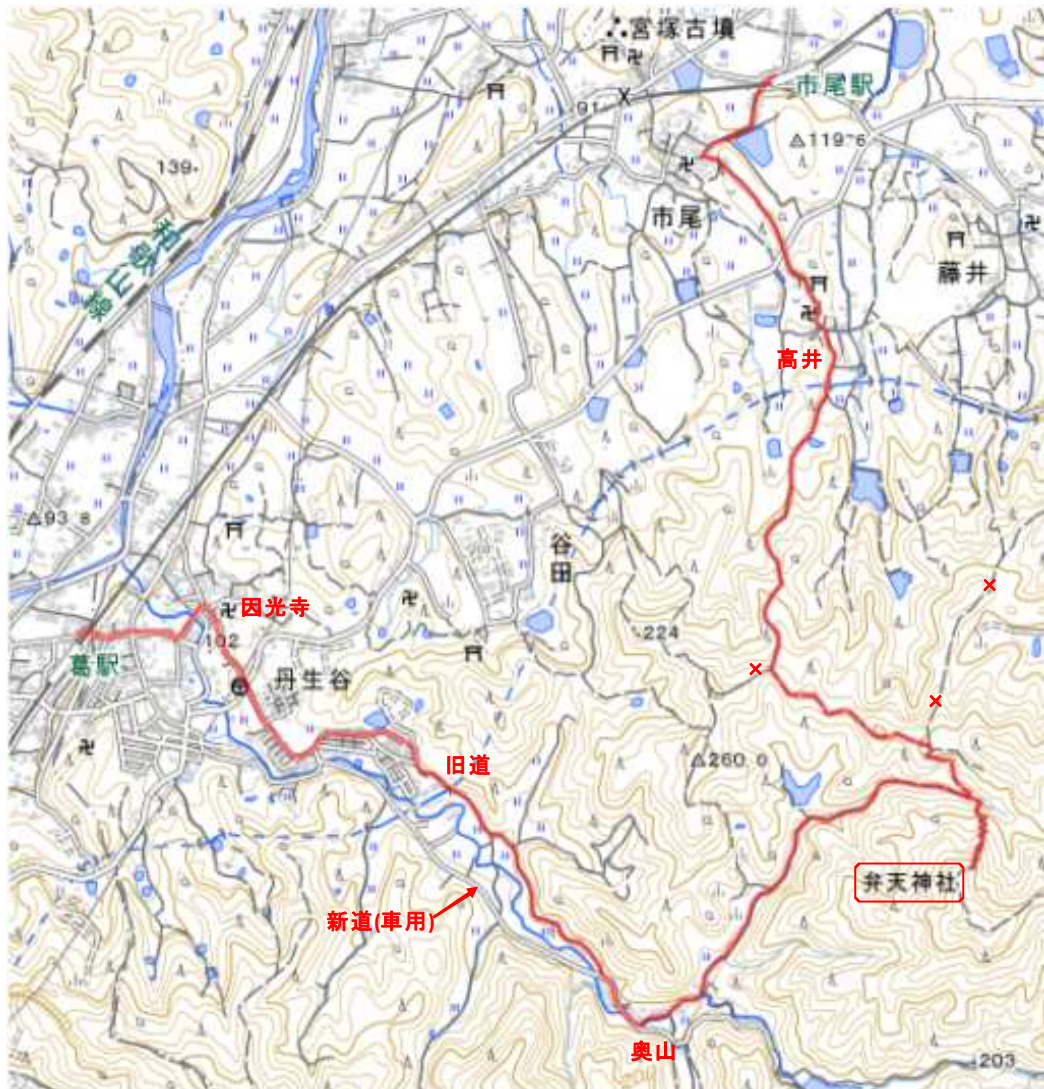 宮塚古墳
市尾駅
91
119.6
139
市尾
藤井
和歌山線
高井
93.8
谷田
因光寺
102
224
葛駅
丹生谷
旧道
260.0
弁天神社
新道(車用)
奥山
203